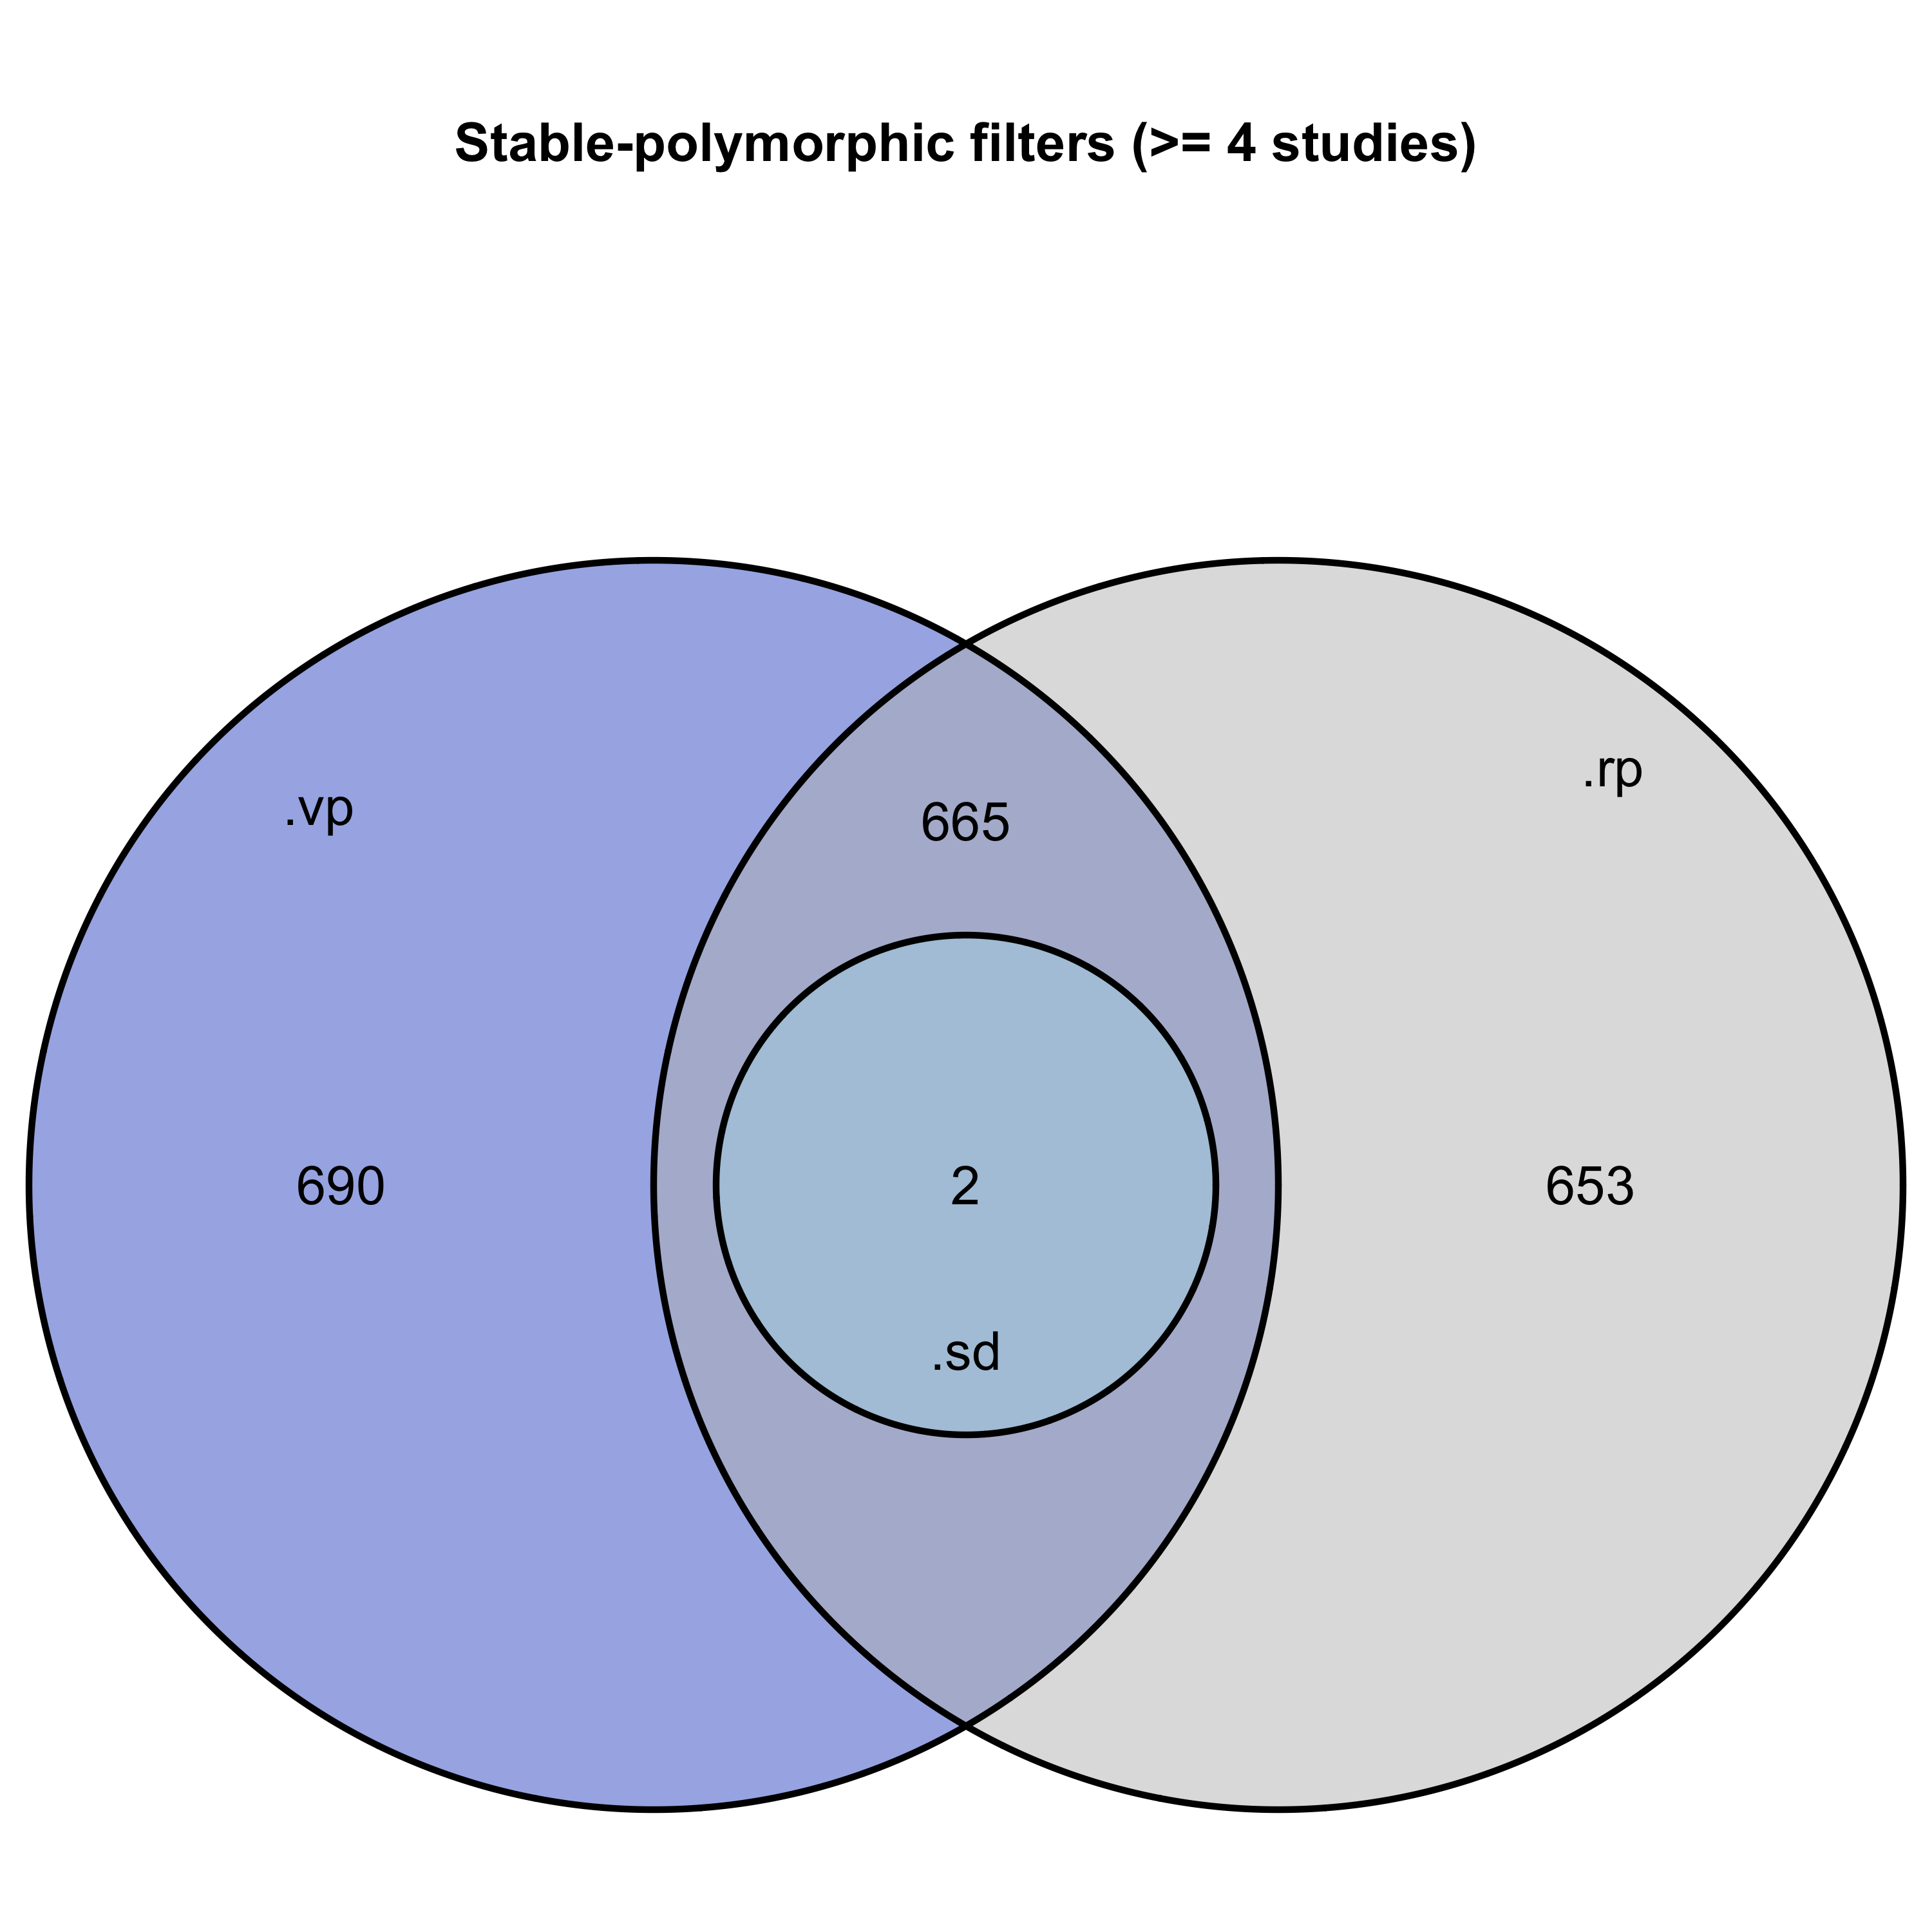 Stable-polymorphic filters (>= 4 studies)
.vp
.rp
665
690
2
653
.sd